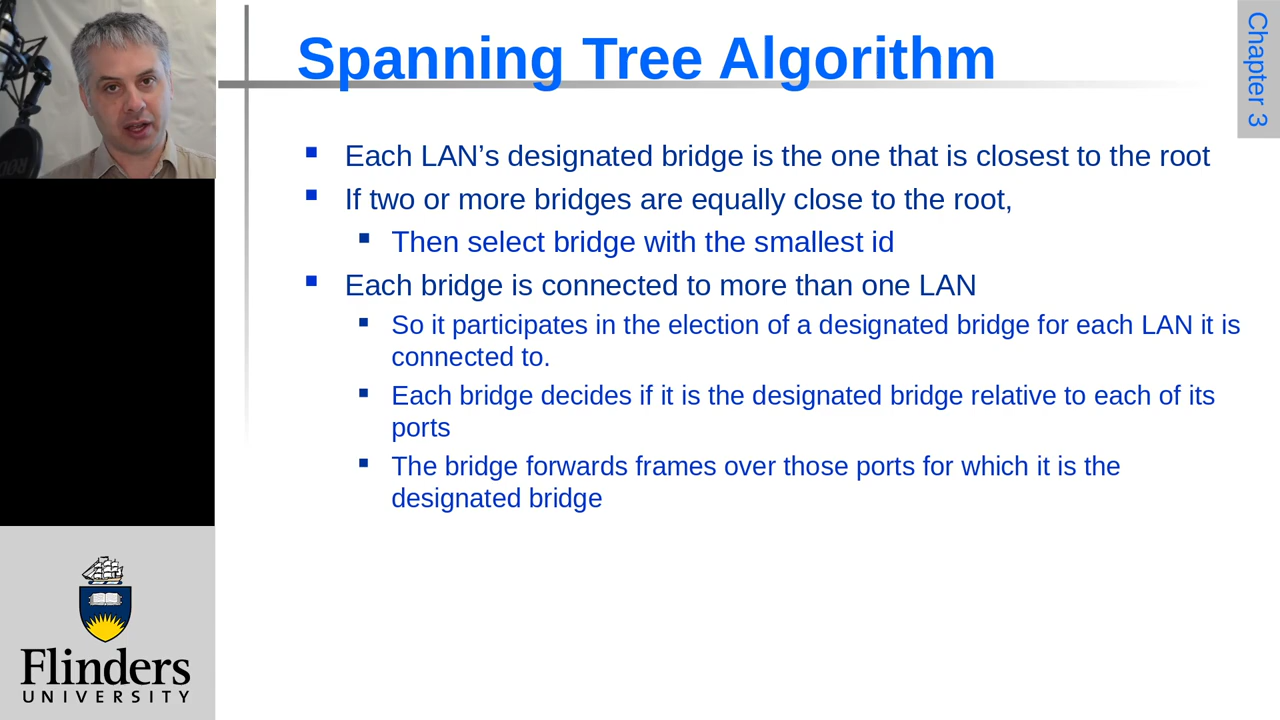 Spanning Tree Algorithm
Chapter 3
Each LAN’s designated bridge is the one that is closest to the root
If two or more bridges are equally close to the root,
Then select bridge with the smallest id
Each bridge is connected to more than one LAN
So it participates in the election of a designated bridge for each LAN it is
connected to.
Each bridge decides if it is the designated bridge relative to each of its
ports
The bridge forwards frames over those ports for which it is the
designated bridge
Flinders
UNIVERSITY